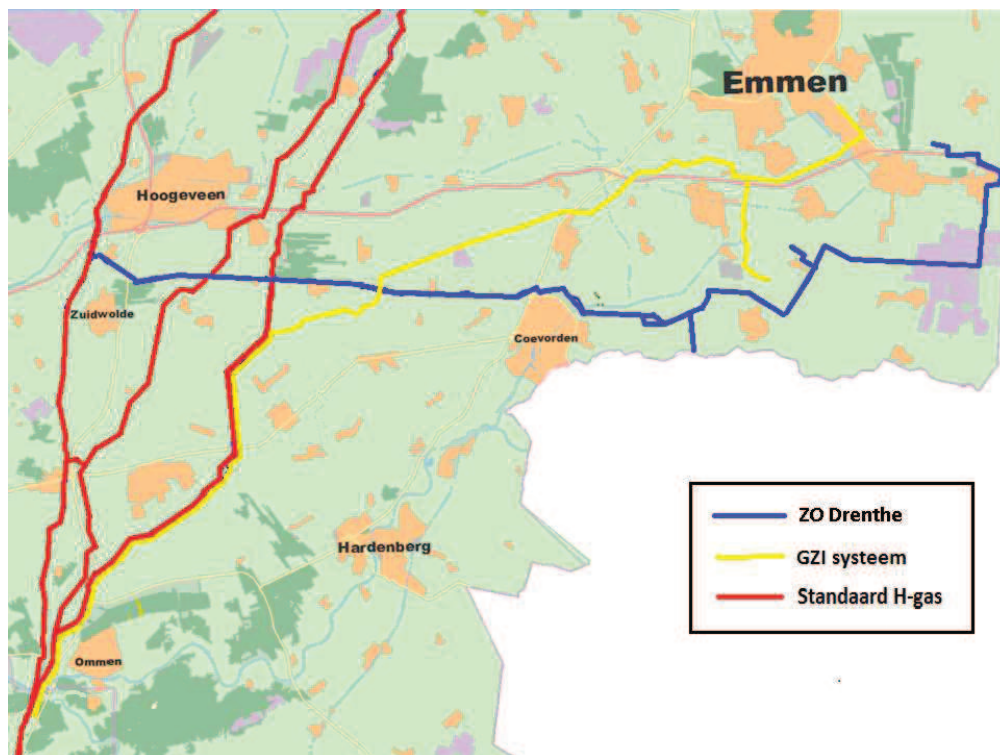 Emmen
Hoogeveen
Zuidwolde
Coevorden
Hardenberg
Ommen
ZO Drenthe
GZI systeem
Standaard H-gas